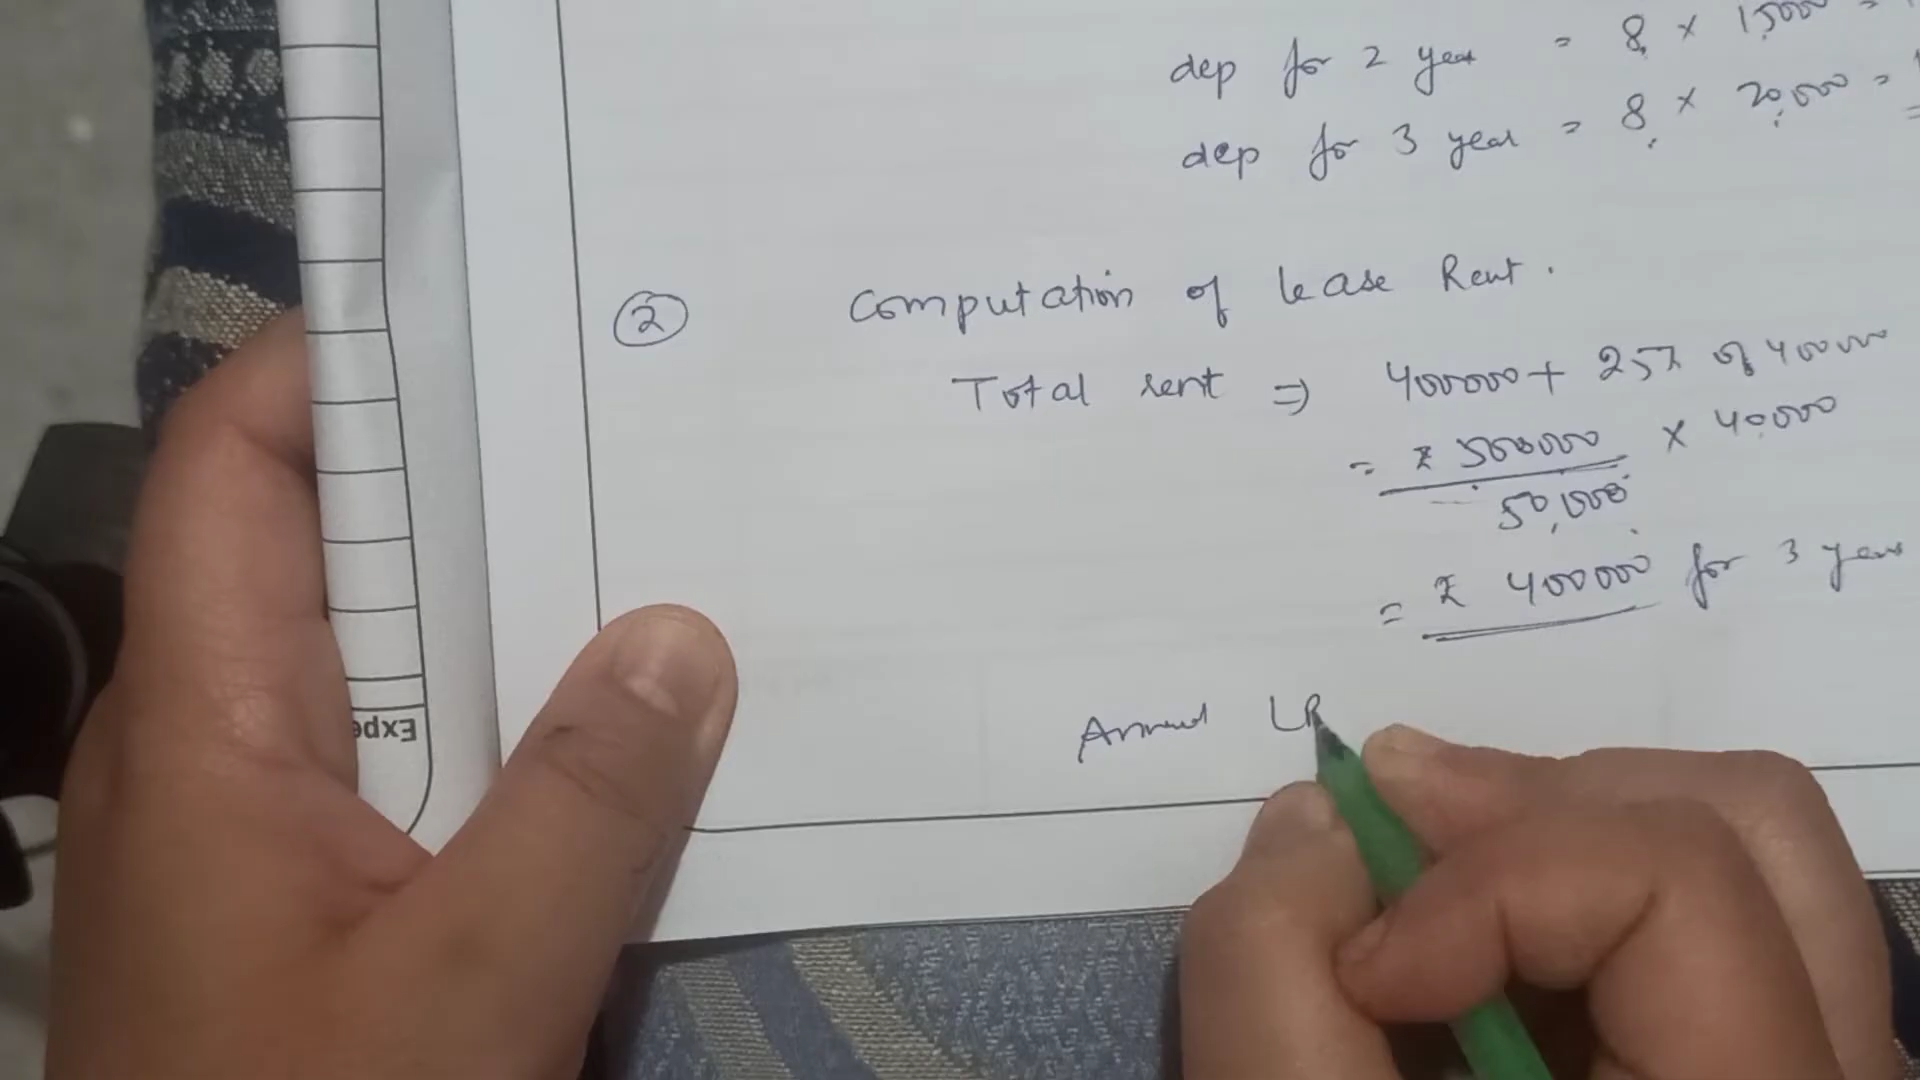 dep for 2 year = 8 × 15000 =
dep for 3 year = 8 × 20,000 =
② Computation of lease Rent.
Total rent ⇒ 400000 + 25% of 400000
= ₹ 500000 × 40000
50,000
= ₹ 400000 for 3 years
Annual LR
Expe